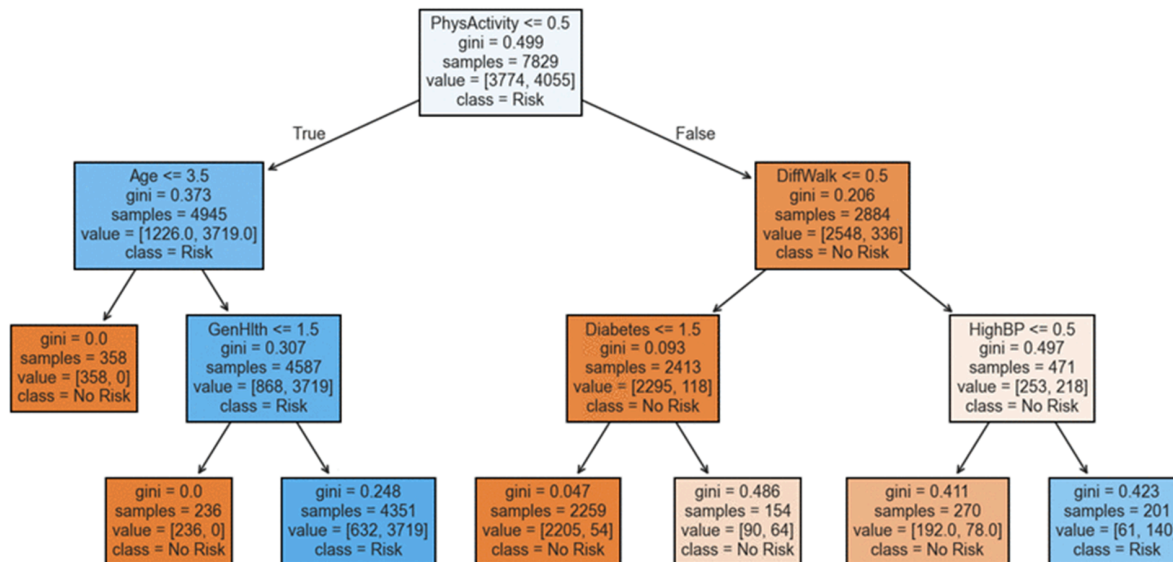 PhysActivity <= 0.5
gini = 0.499
samples = 7829
value = [3774, 4055]
class = Risk
True
False
Age <= 3.5
gini = 0.373
samples = 4945
value = [1226.0, 3719.0]
class = Risk
DiffWalk <= 0.5
gini = 0.206
samples = 2884
value = [2548, 336]
class = No Risk
gini = 0.0
samples = 358
value = [358, 0]
class = No Risk
GenHlth <= 1.5
gini = 0.307
samples = 4587
value = [868, 3719]
class = Risk
Diabetes <= 1.5
gini = 0.093
samples = 2413
value = [2295, 118]
class = No Risk
HighBP <= 0.5
gini = 0.497
samples = 471
value = [253, 218]
class = No Risk
gini = 0.0
samples = 236
value = [236, 0]
class = No Risk
gini = 0.248
samples = 4351
value = [632, 3719]
class = Risk
gini = 0.047
samples = 2259
value = [2205, 54]
class = No Risk
gini = 0.486
samples = 154
value = [90, 64]
class = No Risk
gini = 0.411
samples = 270
value = [192.0, 78.0]
class = No Risk
gini = 0.423
samples = 201
value = [61, 140]
class = Risk